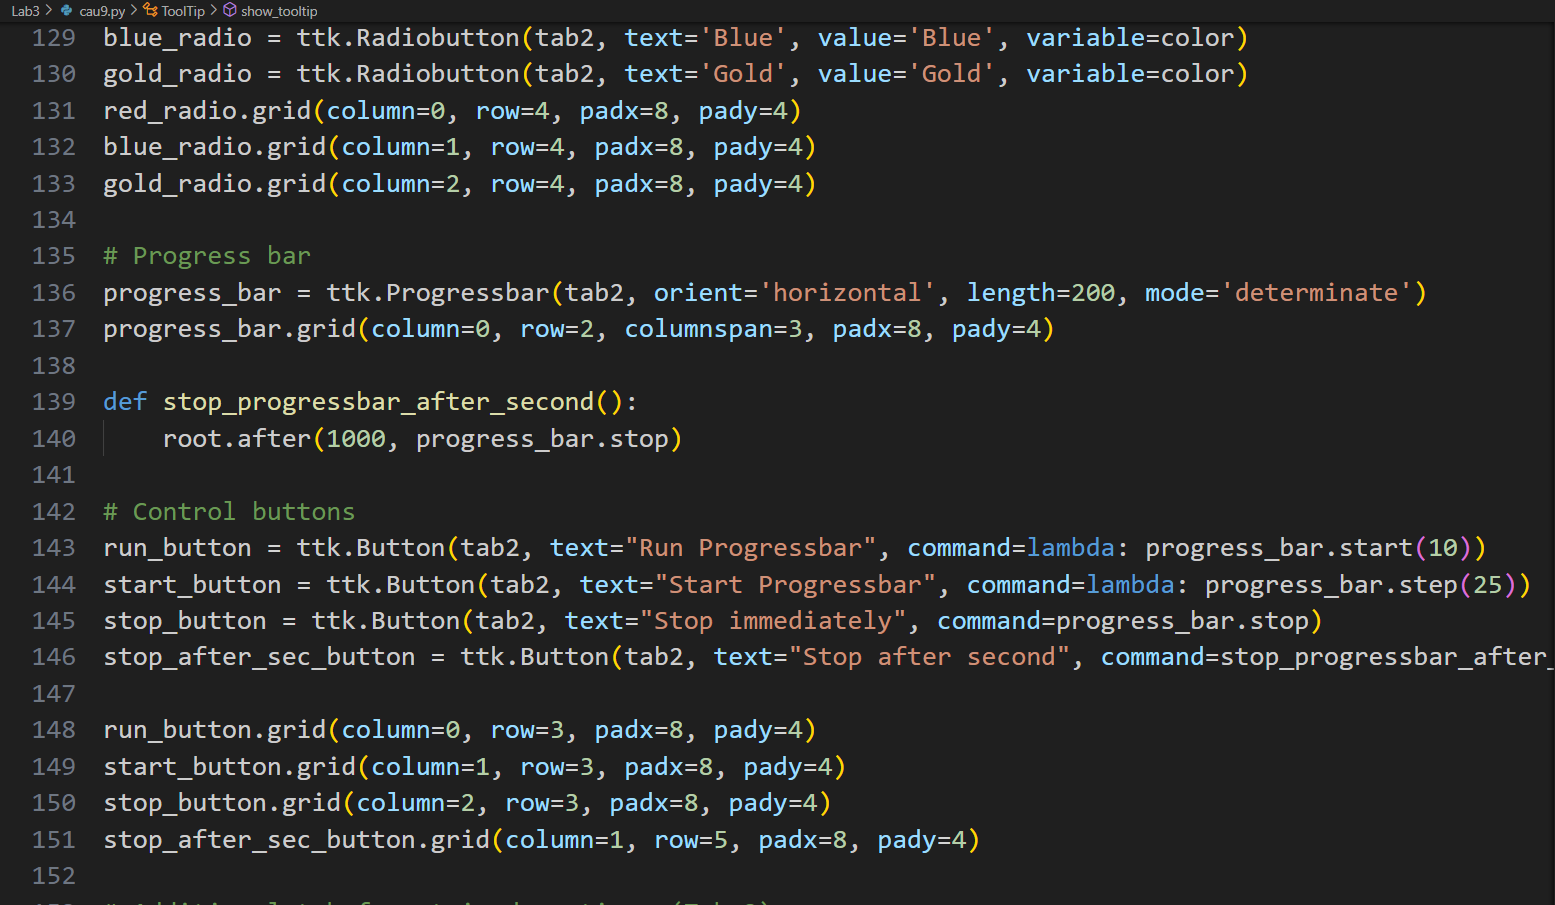 Lab3 > cau9.py > ToolTip > show_tooltip
129 blue_radio = ttk.Radiobutton(tab2, text='Blue', value='Blue', variable=color)
130 gold_radio = ttk.Radiobutton(tab2, text='Gold', value='Gold', variable=color)
131 red_radio.grid(column=0, row=4, padx=8, pady=4)
132 blue_radio.grid(column=1, row=4, padx=8, pady=4)
133 gold_radio.grid(column=2, row=4, padx=8, pady=4)
134
135 # Progress bar
136 progress_bar = ttk.Progressbar(tab2, orient='horizontal', length=200, mode='determinate')
137 progress_bar.grid(column=0, row=2, columnspan=3, padx=8, pady=4)
138
139 def stop_progressbar_after_second():
140     root.after(1000, progress_bar.stop)
141
142 # Control buttons
143 run_button = ttk.Button(tab2, text="Run Progressbar", command=lambda: progress_bar.start(10))
144 start_button = ttk.Button(tab2, text="Start Progressbar", command=lambda: progress_bar.step(25))
145 stop_button = ttk.Button(tab2, text="Stop immediately", command=progress_bar.stop)
146 stop_after_sec_button = ttk.Button(tab2, text="Stop after second", command=stop_progressbar_after_
147
148 run_button.grid(column=0, row=3, padx=8, pady=4)
149 start_button.grid(column=1, row=3, padx=8, pady=4)
150 stop_button.grid(column=2, row=3, padx=8, pady=4)
151 stop_after_sec_button.grid(column=1, row=5, padx=8, pady=4)
152